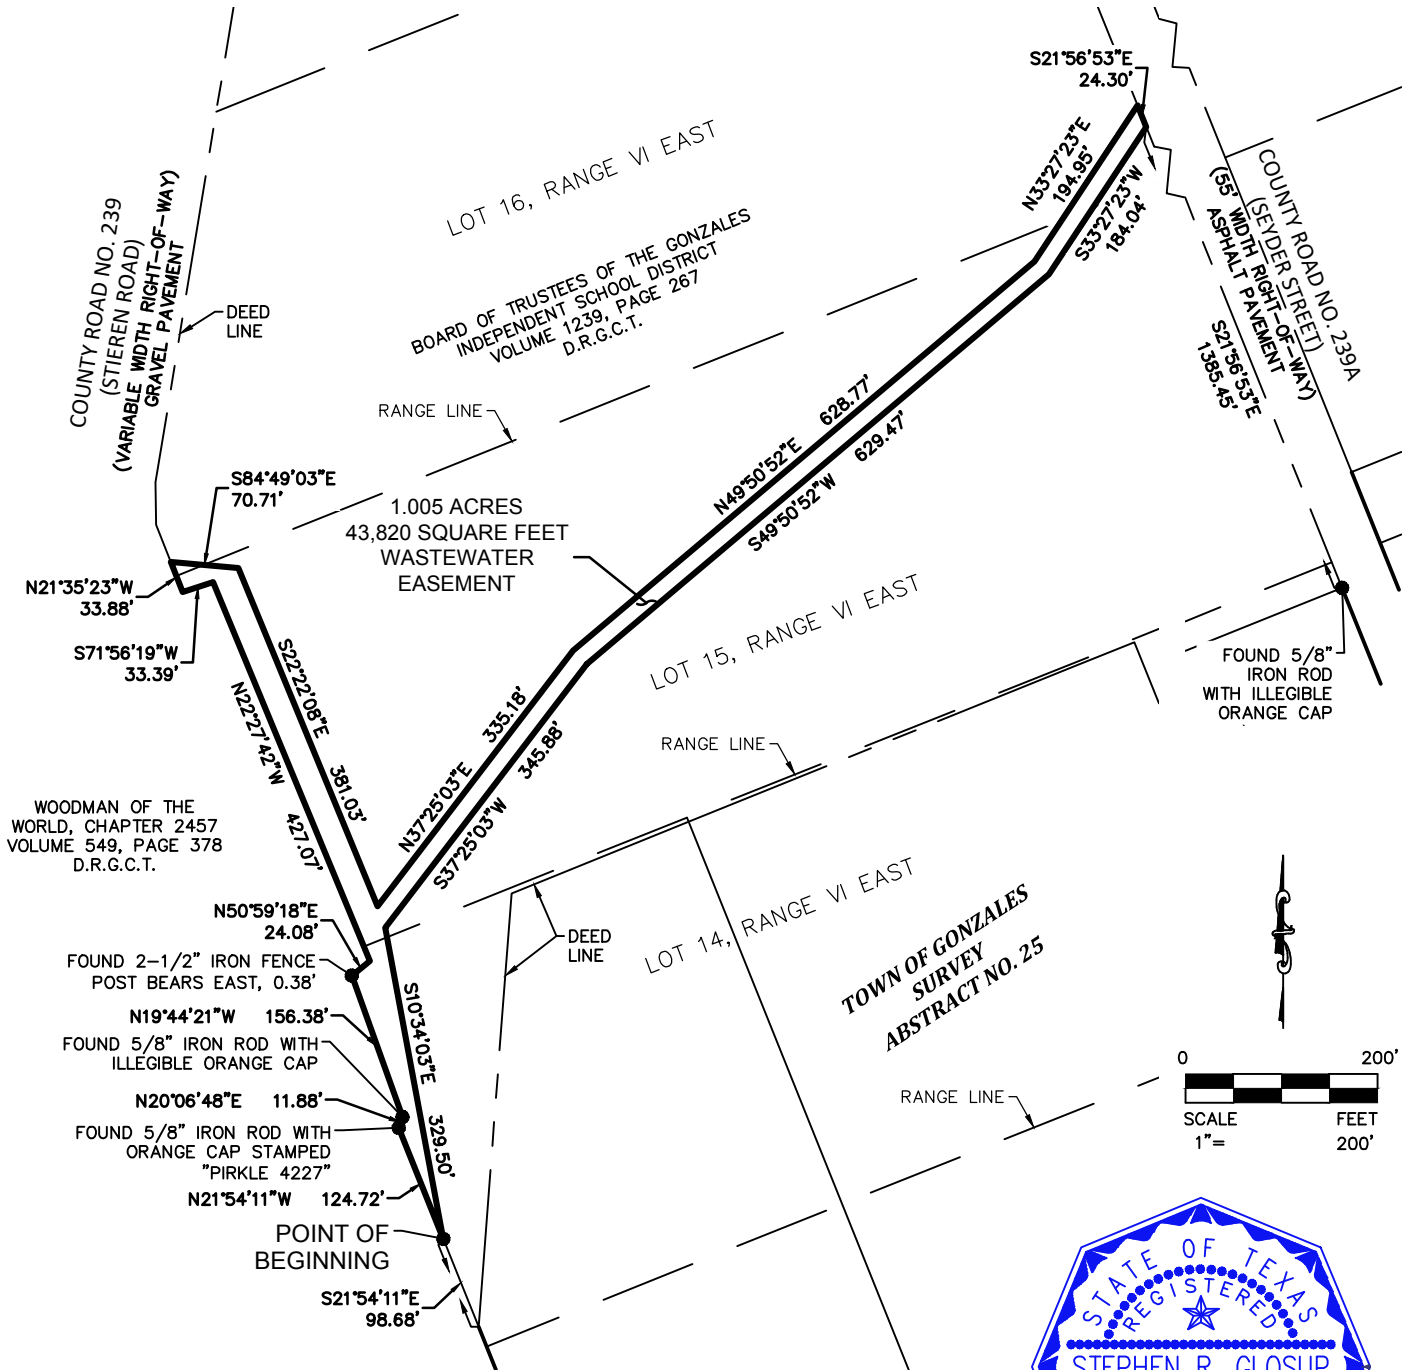 S21°56'53"E
24.30'
N33°27'23"E
194.95'
S33°27'23"W
184.04'
COUNTY ROAD NO. 239A
(SEYDER STREET)
(55' WIDTH RIGHT-OF-WAY)
ASPHALT PAVEMENT
S21°56'53"E
1385.45'
LOT 16, RANGE VI EAST
BOARD OF TRUSTEES OF THE GONZALES
INDEPENDENT SCHOOL DISTRICT
VOLUME 1239, PAGE 267
D.R.G.C.T.
COUNTY ROAD NO. 239
(STIEREN ROAD)
(VARIABLE WIDTH RIGHT-OF-WAY)
GRAVEL PAVEMENT
DEED
LINE
RANGE LINE
S84°49'03"E
70.71'
1.005 ACRES
43,820 SQUARE FEET
WASTEWATER
EASEMENT
N49°50'52"E 628.77'
S49°50'52"W 629.47'
N21°35'23"W
33.88'
S71°56'19"W
33.39'
S22°22'08"E 381.03'
N22°27'42"W 427.07'
N37°25'03"E 335.18'
S37°25'03"W 345.88'
LOT 15, RANGE VI EAST
FOUND 5/8"
IRON ROD
WITH ILLEGIBLE
ORANGE CAP
RANGE LINE
WOODMAN OF THE
WORLD, CHAPTER 2457
VOLUME 549, PAGE 378
D.R.G.C.T.
N50°59'18"E
24.08'
FOUND 2-1/2" IRON FENCE
POST BEARS EAST, 0.38'
N19°44'21"W 156.38'
FOUND 5/8" IRON ROD WITH
ILLEGIBLE ORANGE CAP
N20°06'48"E 11.88'
FOUND 5/8" IRON ROD WITH
ORANGE CAP STAMPED
"PIRKLE 4227"
N21°54'11"W 124.72'
POINT OF
BEGINNING
S21°54'11"E
98.68'
S10°34'03"E 329.50'
DEED
LINE
LOT 14, RANGE VI EAST
TOWN OF GONZALES
SURVEY
ABSTRACT NO. 25
RANGE LINE
0 200'
SCALE FEET
1"= 200'
STATE OF TEXAS
REGISTERED
STEPHEN R. GLOSUP